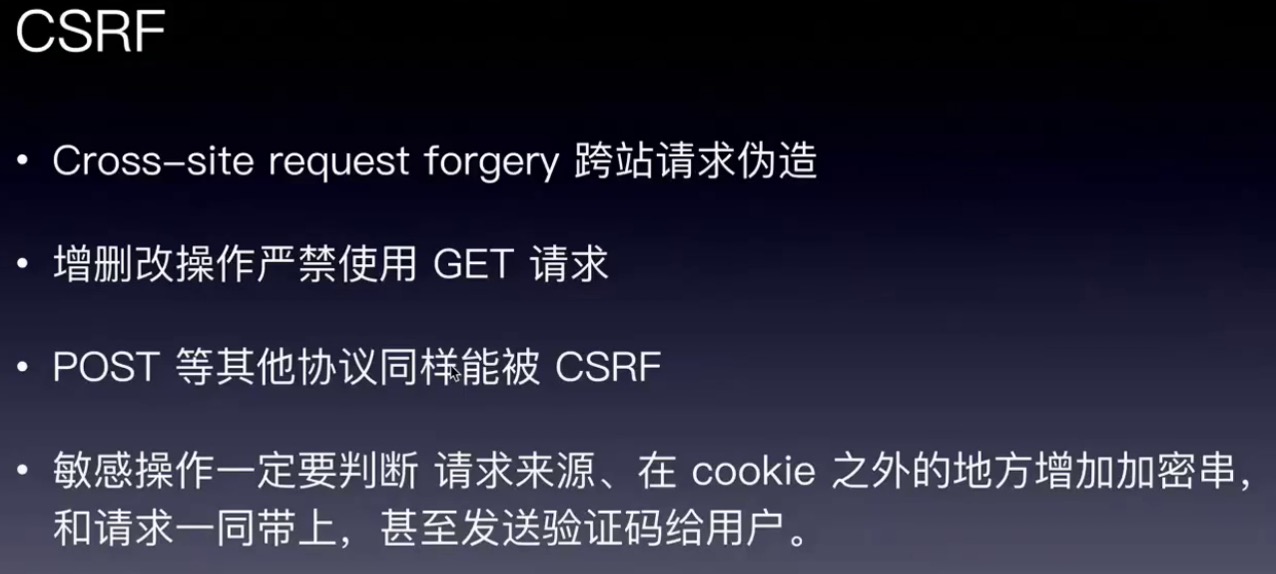 CSRF
• Cross-site request forgery 跨站请求伪造
• 增删改操作严禁使用 GET 请求
• POST 等其他协议同样能被 CSRF
• 敏感操作一定要判断 请求来源、在 cookie 之外的地方增加加密串，
和请求一同带上，甚至发送验证码给用户。